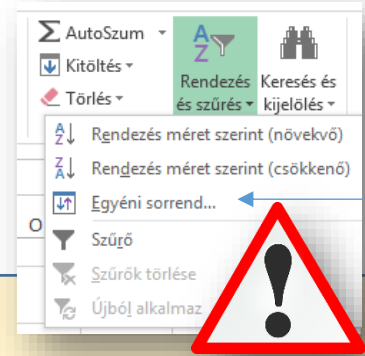 AutoSzum
Kitöltés
Törlés
Rendezés és szűrés
Keresés és kijelölés
Rendezés méret szerint (növekvő)
Rendezés méret szerint (csökkenő)
Egyéni sorrend...
Szűrő
Szűrők törlése
Újból alkalmaz
O